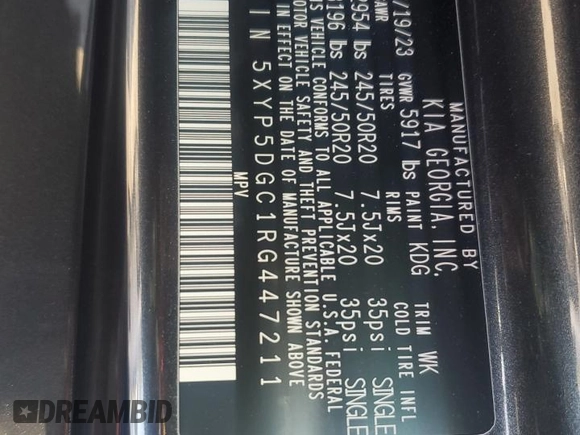 MANUFACTURED BY
KIA GEORGIA, INC.
/19/23 GVWR 5917 lbs PAINT KDG TRIM WK
GAWR TIRES RIMS COLD TIRE INFL
2954 lbs 245/50R20 7.5Jx20 35psi SINGLE
3196 lbs 245/50R20 7.5Jx20 35psi SINGLE
THIS VEHICLE CONFORMS TO ALL APPLICABLE U.S.A. FEDERAL
MOTOR VEHICLE SAFETY AND THEFT PREVENTION STANDARDS
IN EFFECT ON THE DATE OF MANUFACTURE SHOWN ABOVE
IN 5XYP5DGC1RG447211
MPV
DREAMBID